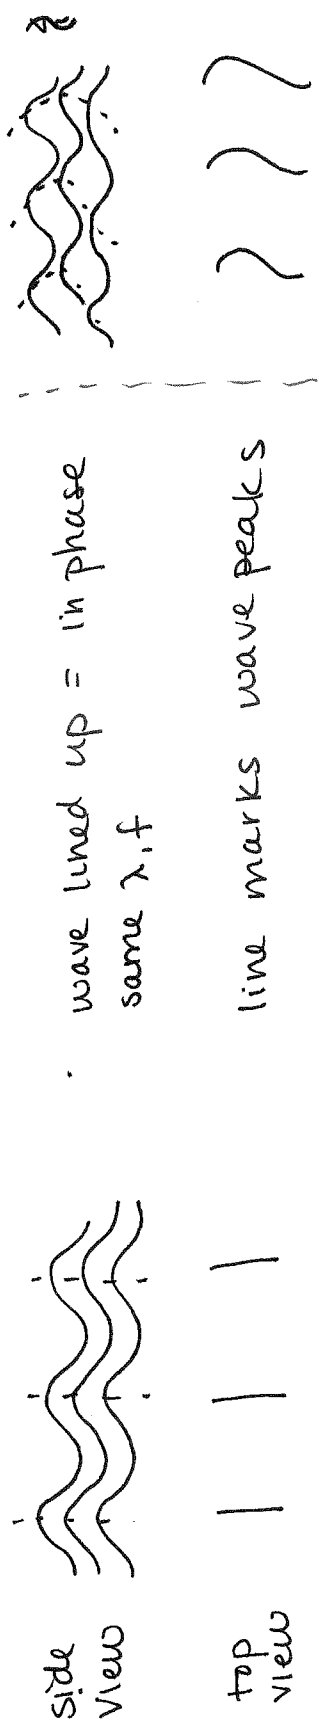 side
view
wave lined up = in phase
same λ, f
top
view
line marks wave peaks